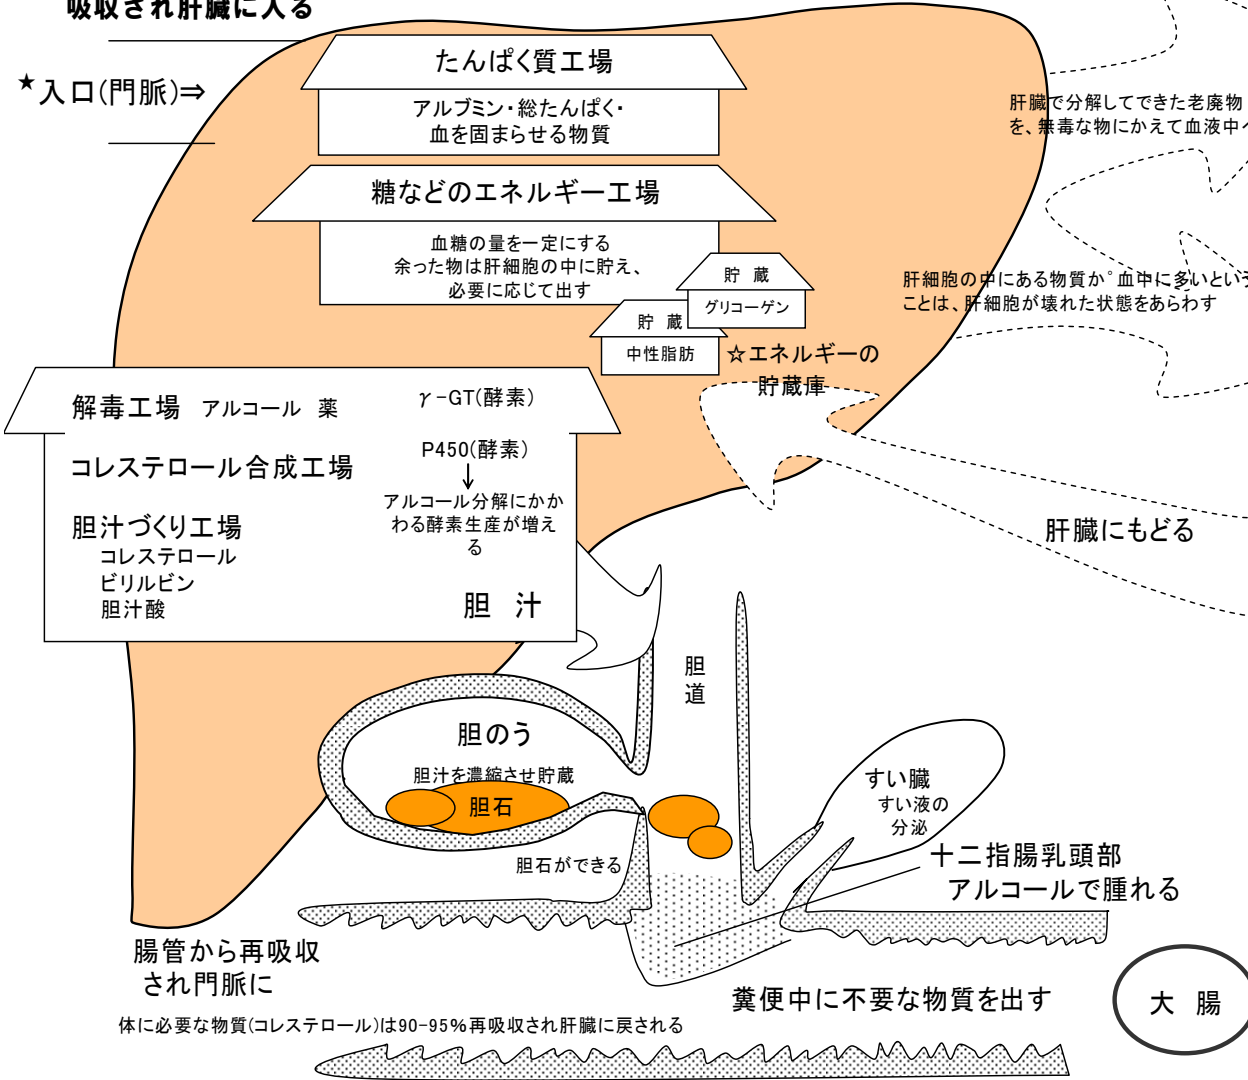 吸収され肝臓に入る
★入口(門脈)⇒
たんぱく質工場
アルブミン・総たんぱく・
血を固まらせる物質
肝臓で分解してできた老廃物
を、無毒な物にかえて血液中へ
糖などのエネルギー工場
血糖の量を一定にする
余った物は肝細胞の中に貯え、
必要に応じて出す
貯 蔵
グリコーゲン
貯 蔵
中性脂肪
☆エネルギーの
貯蔵庫
肝細胞の中にある物質が血中に多いという
ことは、肝細胞が壊れた状態をあらわす
解毒工場 アルコール 薬
γ-GT(酵素)
P450(酵素)
↓
アルコール分解にかか
わる酵素生産が増え
る
コレステロール合成工場
胆汁づくり工場
コレステロール
ビリルビン
胆汁酸
胆 汁
肝臓にもどる
胆
道
胆のう
胆汁を濃縮させ貯蔵
胆石
胆石ができる
すい臓
すい液の
分泌
十二指腸乳頭部
アルコールで腫れる
腸管から再吸収
され門脈に
糞便中に不要な物質を出す
大 腸
体に必要な物質(コレステロール)は90-95%再吸収され肝臓に戻される